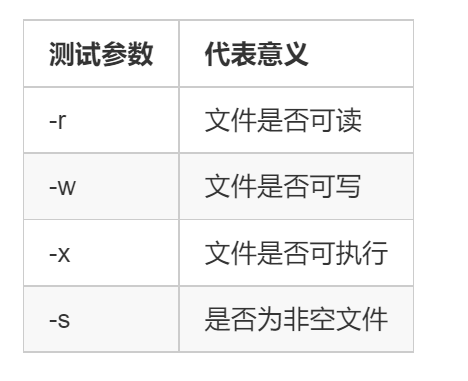 测试参数 代表意义
-r 文件是否可读
-w 文件是否可写
-x 文件是否可执行
-s 是否为非空文件